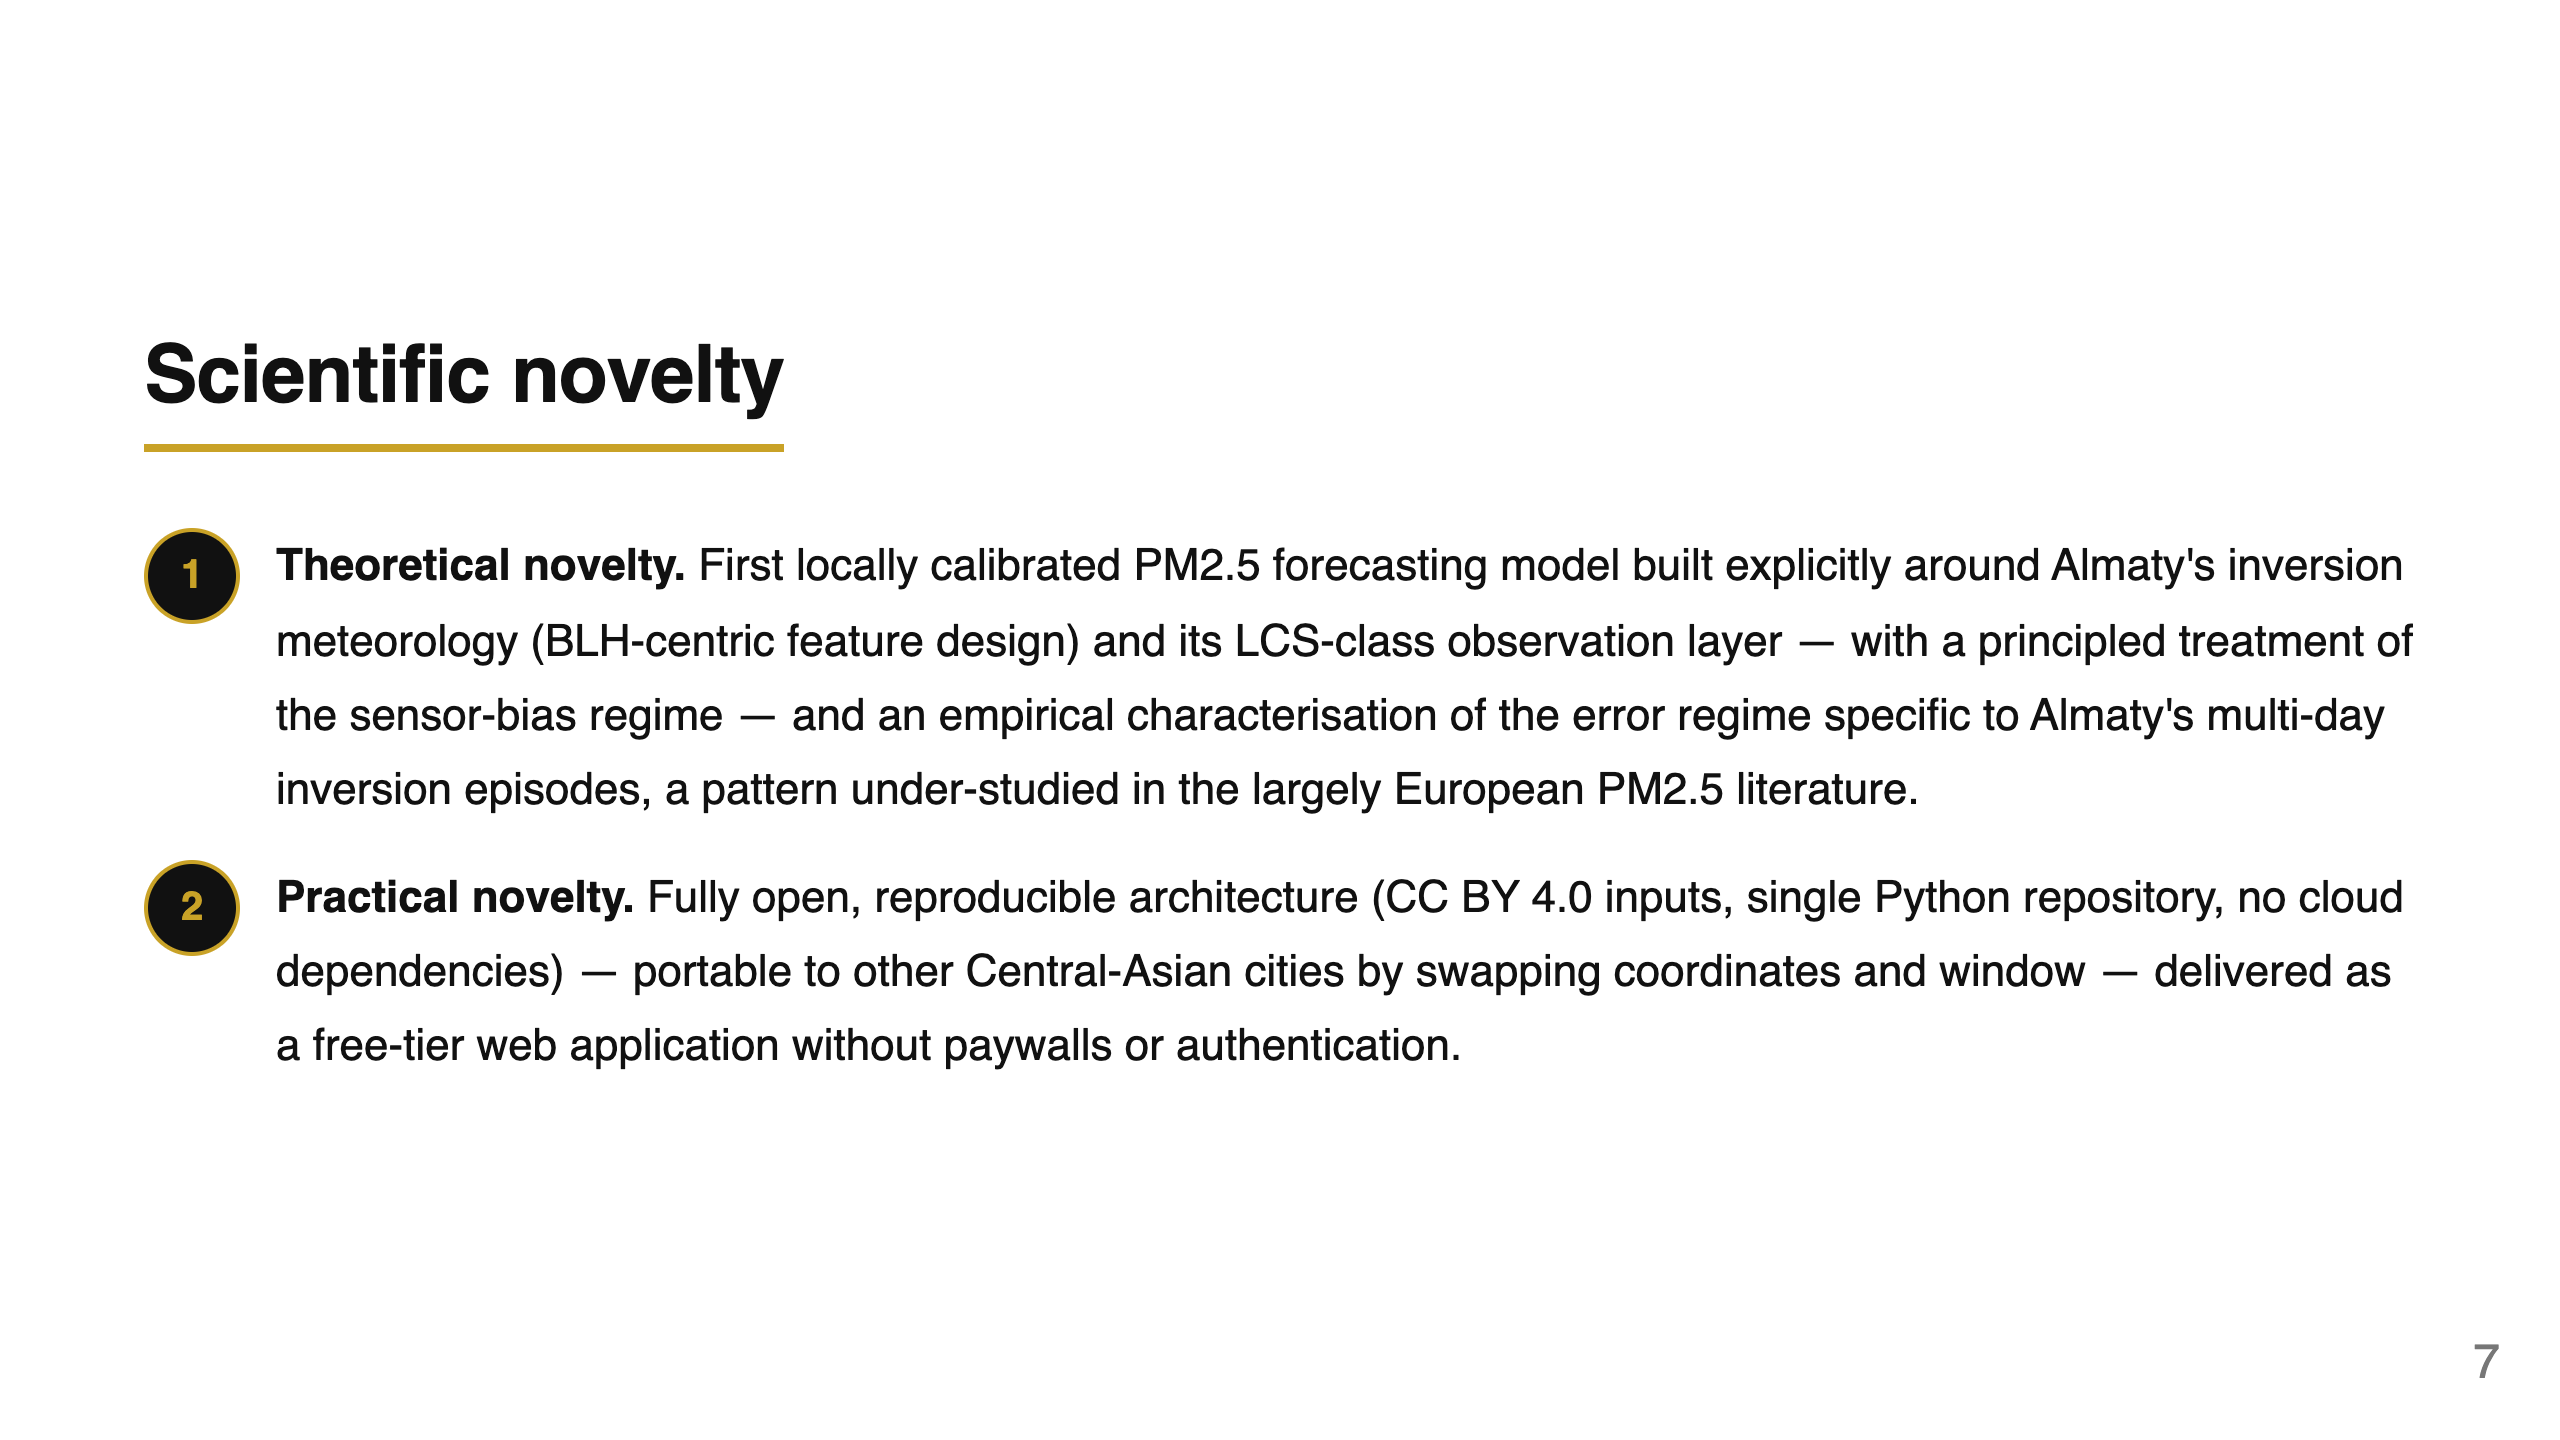 Scientific novelty
1
Theoretical novelty. First locally calibrated PM2.5 forecasting model built explicitly around Almaty's inversion
meteorology (BLH-centric feature design) and its LCS-class observation layer — with a principled treatment of
the sensor-bias regime — and an empirical characterisation of the error regime specific to Almaty's multi-day
inversion episodes, a pattern under-studied in the largely European PM2.5 literature.
2
Practical novelty. Fully open, reproducible architecture (CC BY 4.0 inputs, single Python repository, no cloud
dependencies) — portable to other Central-Asian cities by swapping coordinates and window — delivered as
a free-tier web application without paywalls or authentication.
7